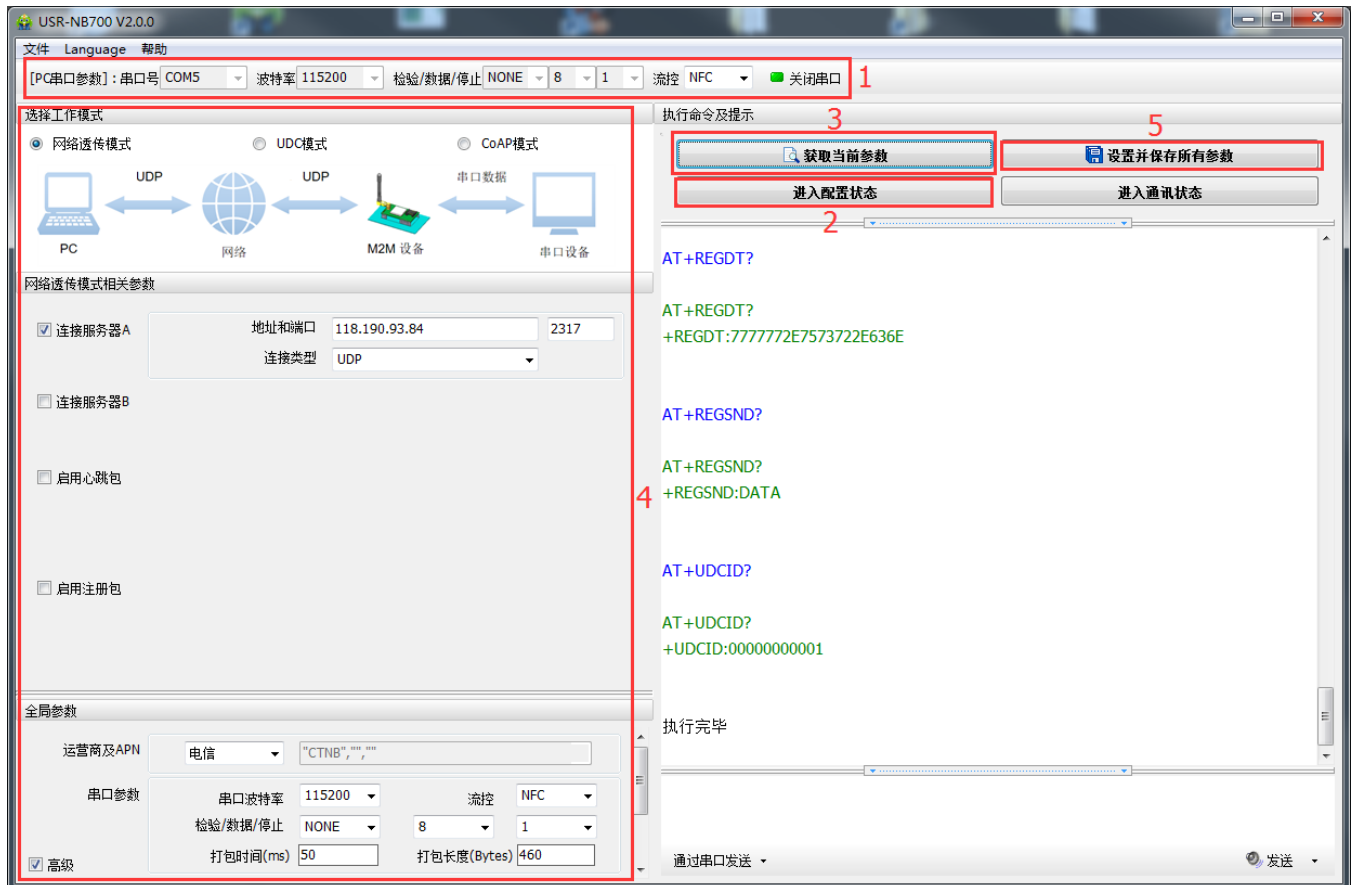 USR-NB700 V2.0.0
文件 Language 帮助
[PC串口参数]：串口号 COM5 波特率 115200 检验/数据/停止 NONE 8 1 流控 NFC 关闭串口 1
选择工作模式
网络透传模式 UDC模式 CoAP模式
UDP UDP 串口数据
PC 网络 M2M 设备 串口设备
网络透传模式相关参数
连接服务器A 地址和端口 118.190.93.84 2317
连接类型 UDP
连接服务器B
启用心跳包
4
启用注册包
全局参数
运营商及APN 电信 "CTNB","",""
串口参数 串口波特率 115200 流控 NFC
检验/数据/停止 NONE 8 1
打包时间(ms) 50 打包长度(Bytes) 460
高级
执行命令及提示
3 5
获取当前参数 设置并保存所有参数
进入配置状态 进入通讯状态
2
AT+REGDT?
AT+REGDT?
+REGDT:7777772E7573722E636E
AT+REGSND?
AT+REGSND?
+REGSND:DATA
AT+UDCID?
AT+UDCID?
+UDCID:00000000001
执行完毕
通过串口发送 发送